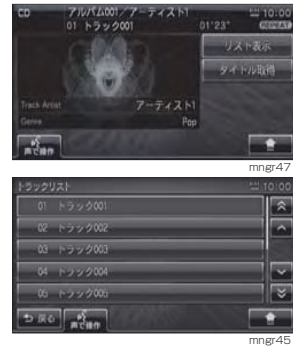 CD アルバム001/アーティスト1 10:00
01 トラック001 01'23" REPEAT
リスト表示
タイトル取得
Track Artist アーティスト1
Genre Pop
声で操作
mngr47
トラックリスト 10:00
01 トラック001
02 トラック002
03 トラック003
04 トラック004
05 トラック005
戻る 声で操作
mngr45